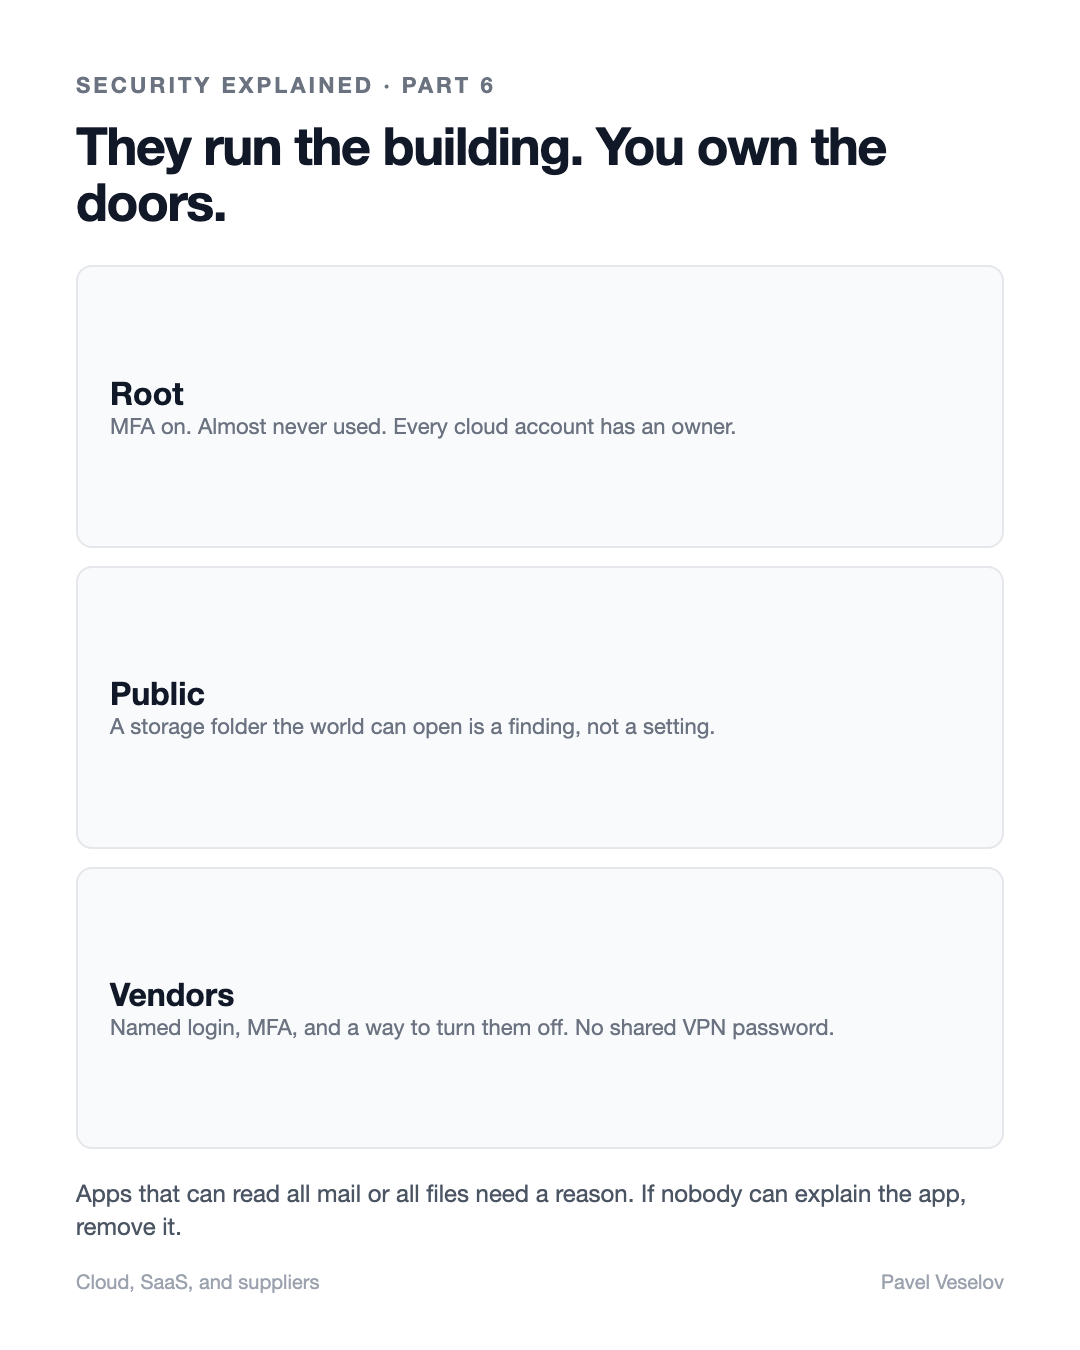 SECURITY EXPLAINED · PART 6
They run the building. You own the
doors.
Root
MFA on. Almost never used. Every cloud account has an owner.
Public
A storage folder the world can open is a finding, not a setting.
Vendors
Named login, MFA, and a way to turn them off. No shared VPN password.
Apps that can read all mail or all files need a reason. If nobody can explain the app,
remove it.
Cloud, SaaS, and suppliers
Pavel Veselov